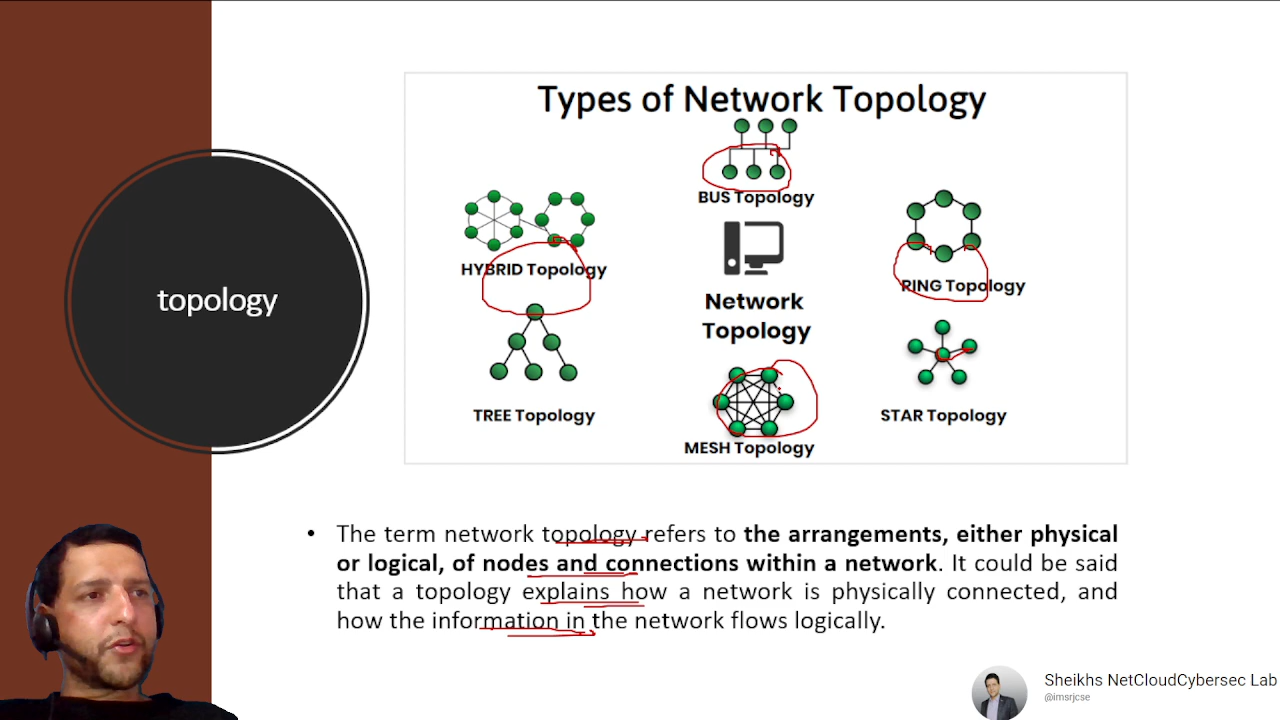 topology
Types of Network Topology
BUS Topology
HYBRID Topology
RING Topology
Network
Topology
TREE Topology
STAR Topology
MESH Topology
• The term network topology refers to the arrangements, either physical
or logical, of nodes and connections within a network. It could be said
that a topology explains how a network is physically connected, and
how the information in the network flows logically.
Sheikhs NetCloudCybersec Lab
@imsrjcse